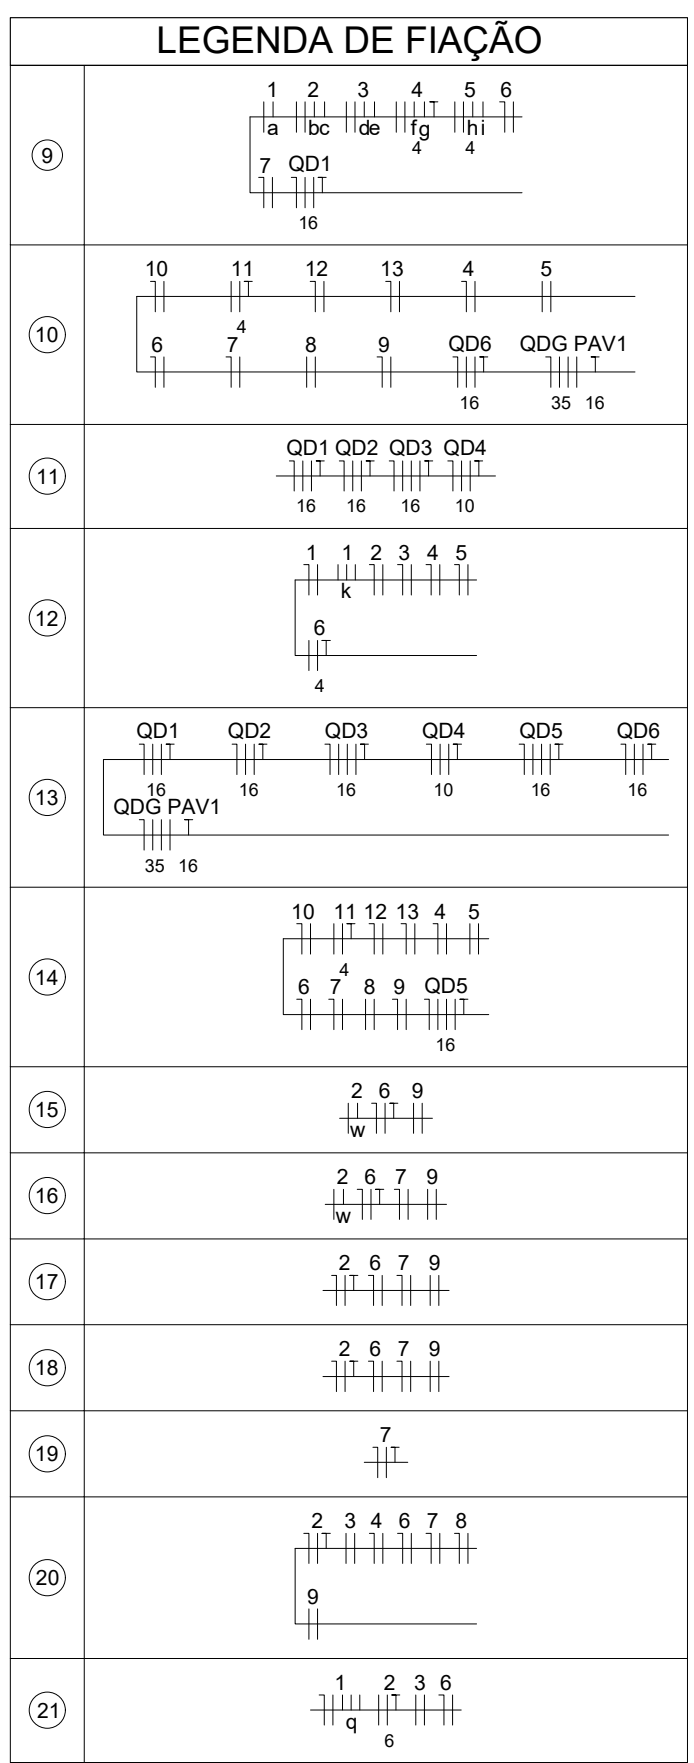 LEGENDA DE FIAÇÃO
9
1 2 3 4 5 6
a bc de fg hi
4 4
7 QD1
16
10
10 11 12 13 4 5
4
6 7 8 9 QD6 QDG PAV1
16 35 16
11
QD1 QD2 QD3 QD4
16 16 16 10
12
1 1 2 3 4 5
k
6
4
13
QD1 QD2 QD3 QD4 QD5 QD6
16 16 16 10 16 16
QDG PAV1
35 16
14
10 11 12 13 4 5
4
6 7 8 9 QD5
16
15
2 6 9
w
16
2 6 7 9
w
17
2 6 7 9
18
2 6 7 9
19
7
20
2 3 4 6 7 8
9
21
1 2 3 6
q
6